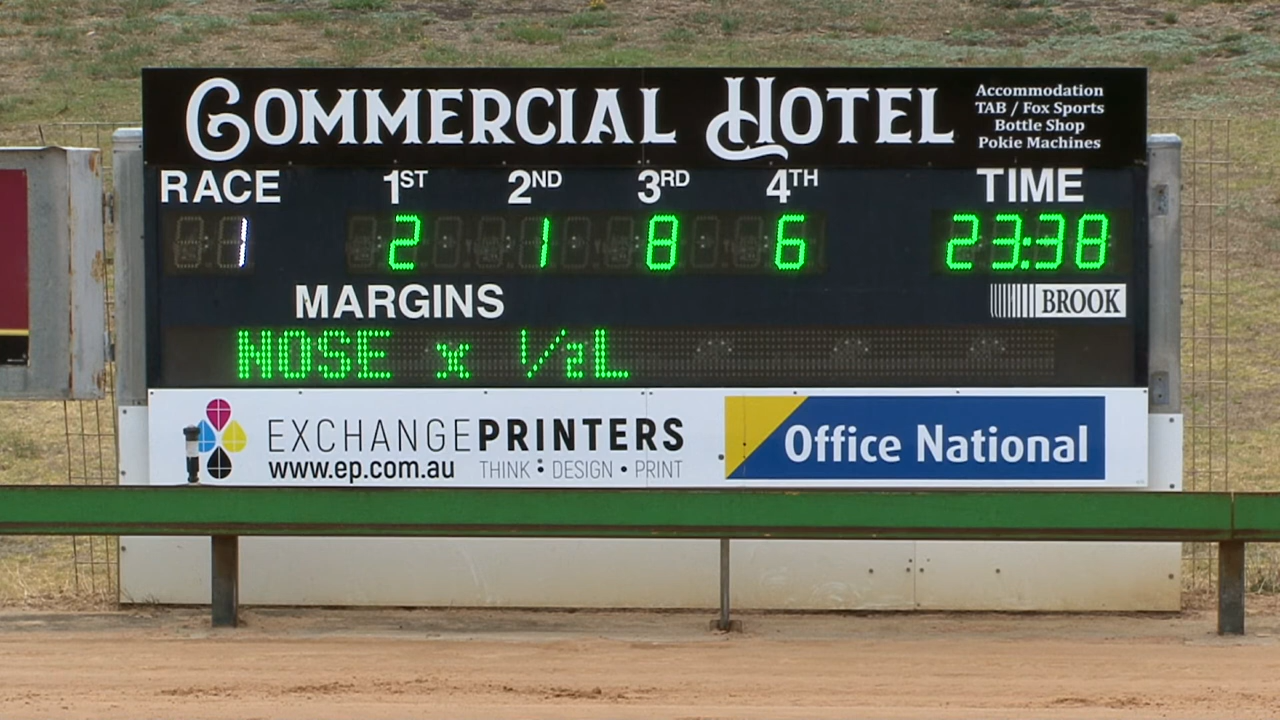 COMMERCIAL HOTEL
Accommodation
TAB / Fox Sports
Bottle Shop
Pokie Machines
RACE 1ST 2ND 3RD 4TH TIME
1 2 1 8 6 23:38
MARGINS
BROOK
NOSE x 1/2L
EXCHANGEPRINTERS
www.ep.com.au THINK : DESIGN • PRINT
Office National